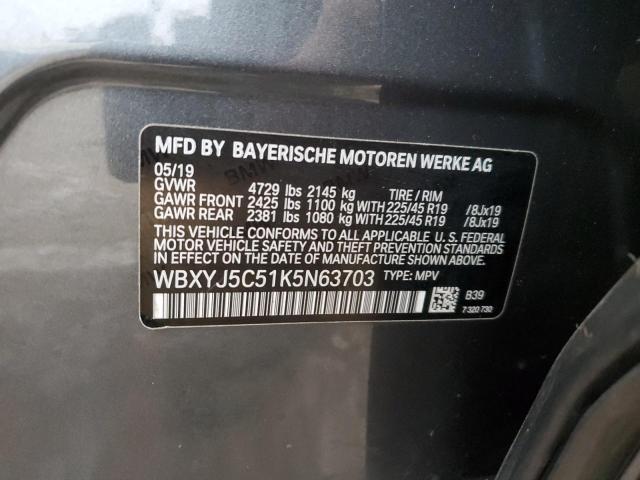 MFD BY BAYERISCHE MOTOREN WERKE AG
05/19
GVWR 4729 lbs 2145 kg TIRE / RIM
GAWR FRONT 2425 lbs 1100 kg WITH 225/45 R19 /8Jx19
GAWR REAR 2381 lbs 1080 kg WITH 225/45 R19 /8Jx19
THIS VEHICLE CONFORMS TO ALL APPLICABLE U.S. FEDERAL
MOTOR VEHICLE SAFETY AND THEFT PREVENTION STANDARDS
IN EFFECT ON THE DATE OF MANUFACTURE SHOWN ABOVE.
WBXYJ5C51K5N63703 TYPE: MPV
B39
7 320 730